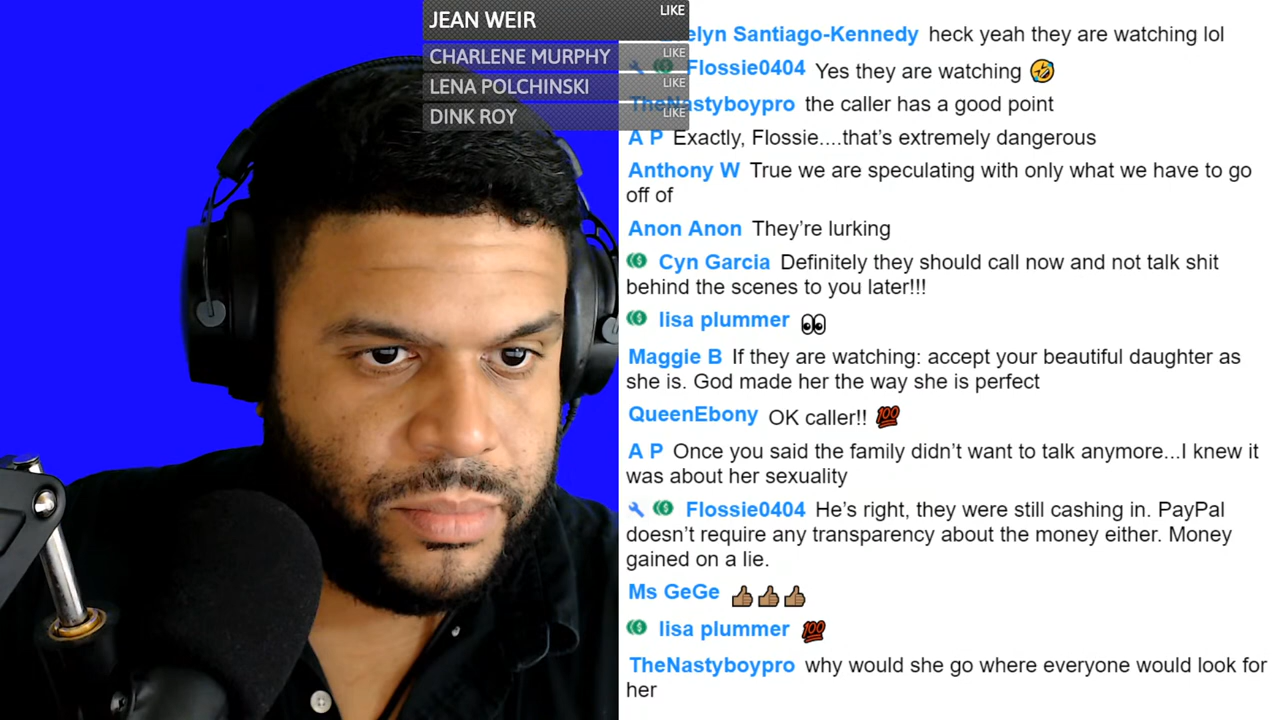 JEAN WEIR LIKE
CHARLENE MURPHY LIKE
LENA POLCHINSKI LIKE
DINK ROY LIKE
Santiago-Kennedy heck yeah they are watching lol
Flossie0404 Yes they are watching 🤣
TheNastyboypro the caller has a good point
A P Exactly, Flossie....that's extremely dangerous
Anthony W True we are speculating with only what we have to go
off of
Anon Anon They're lurking
Cyn Garcia Definitely they should call now and not talk shit
behind the scenes to you later!!!
lisa plummer 👀
Maggie B If they are watching: accept your beautiful daughter as
she is. God made her the way she is perfect
QueenEbony OK caller!! 💯
A P Once you said the family didn't want to talk anymore...I knew it
was about her sexuality
Flossie0404 He's right, they were still cashing in. PayPal
doesn't require any transparency about the money either. Money
gained on a lie.
Ms GeGe 👍🏽👍🏽👍🏽
lisa plummer 💯
TheNastyboypro why would she go where everyone would look for
her